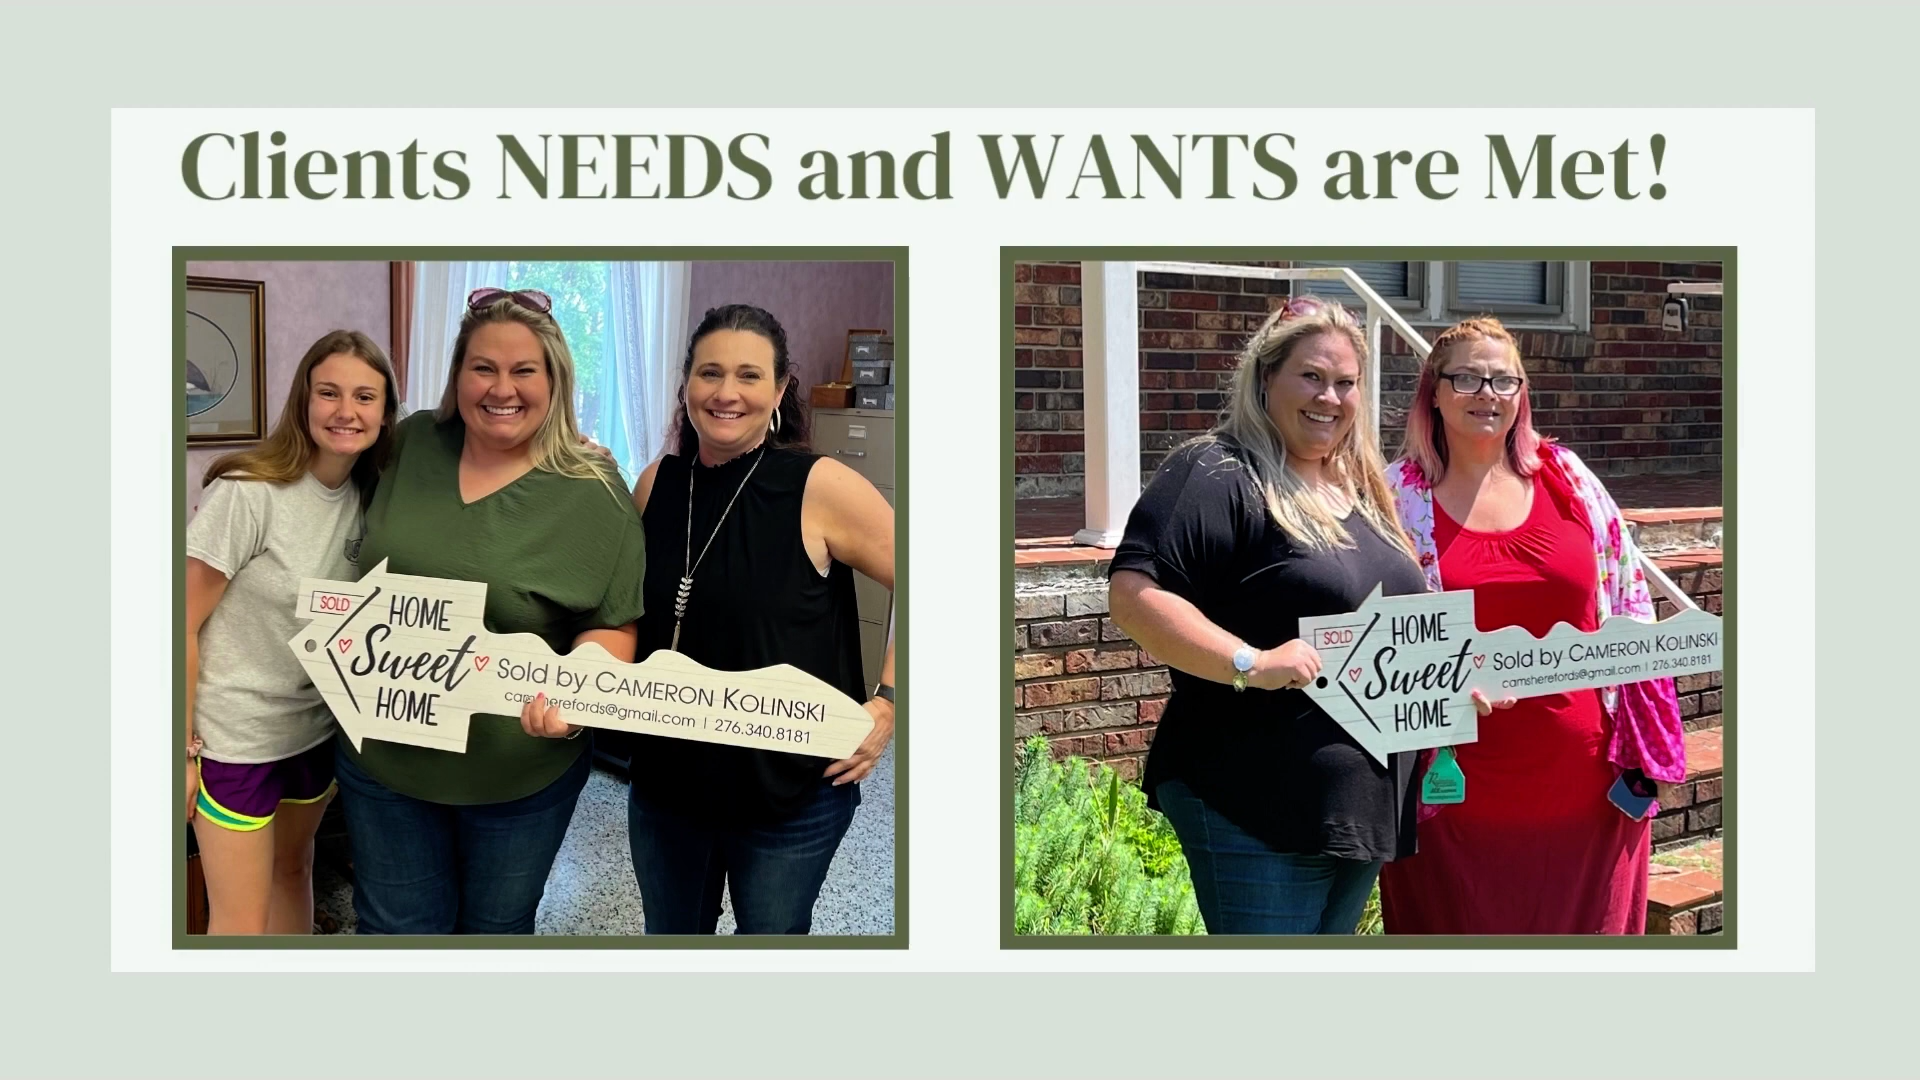 Clients NEEDS and WANTS are Met!
SOLD
HOME
Sweet
HOME
Sold by CAMERON KOLINSKI
camsherefords@gmail.com | 276.340.8181
SOLD
HOME
Sweet
HOME
Sold by CAMERON KOLINSKI
camsherefords@gmail.com | 276.340.8181